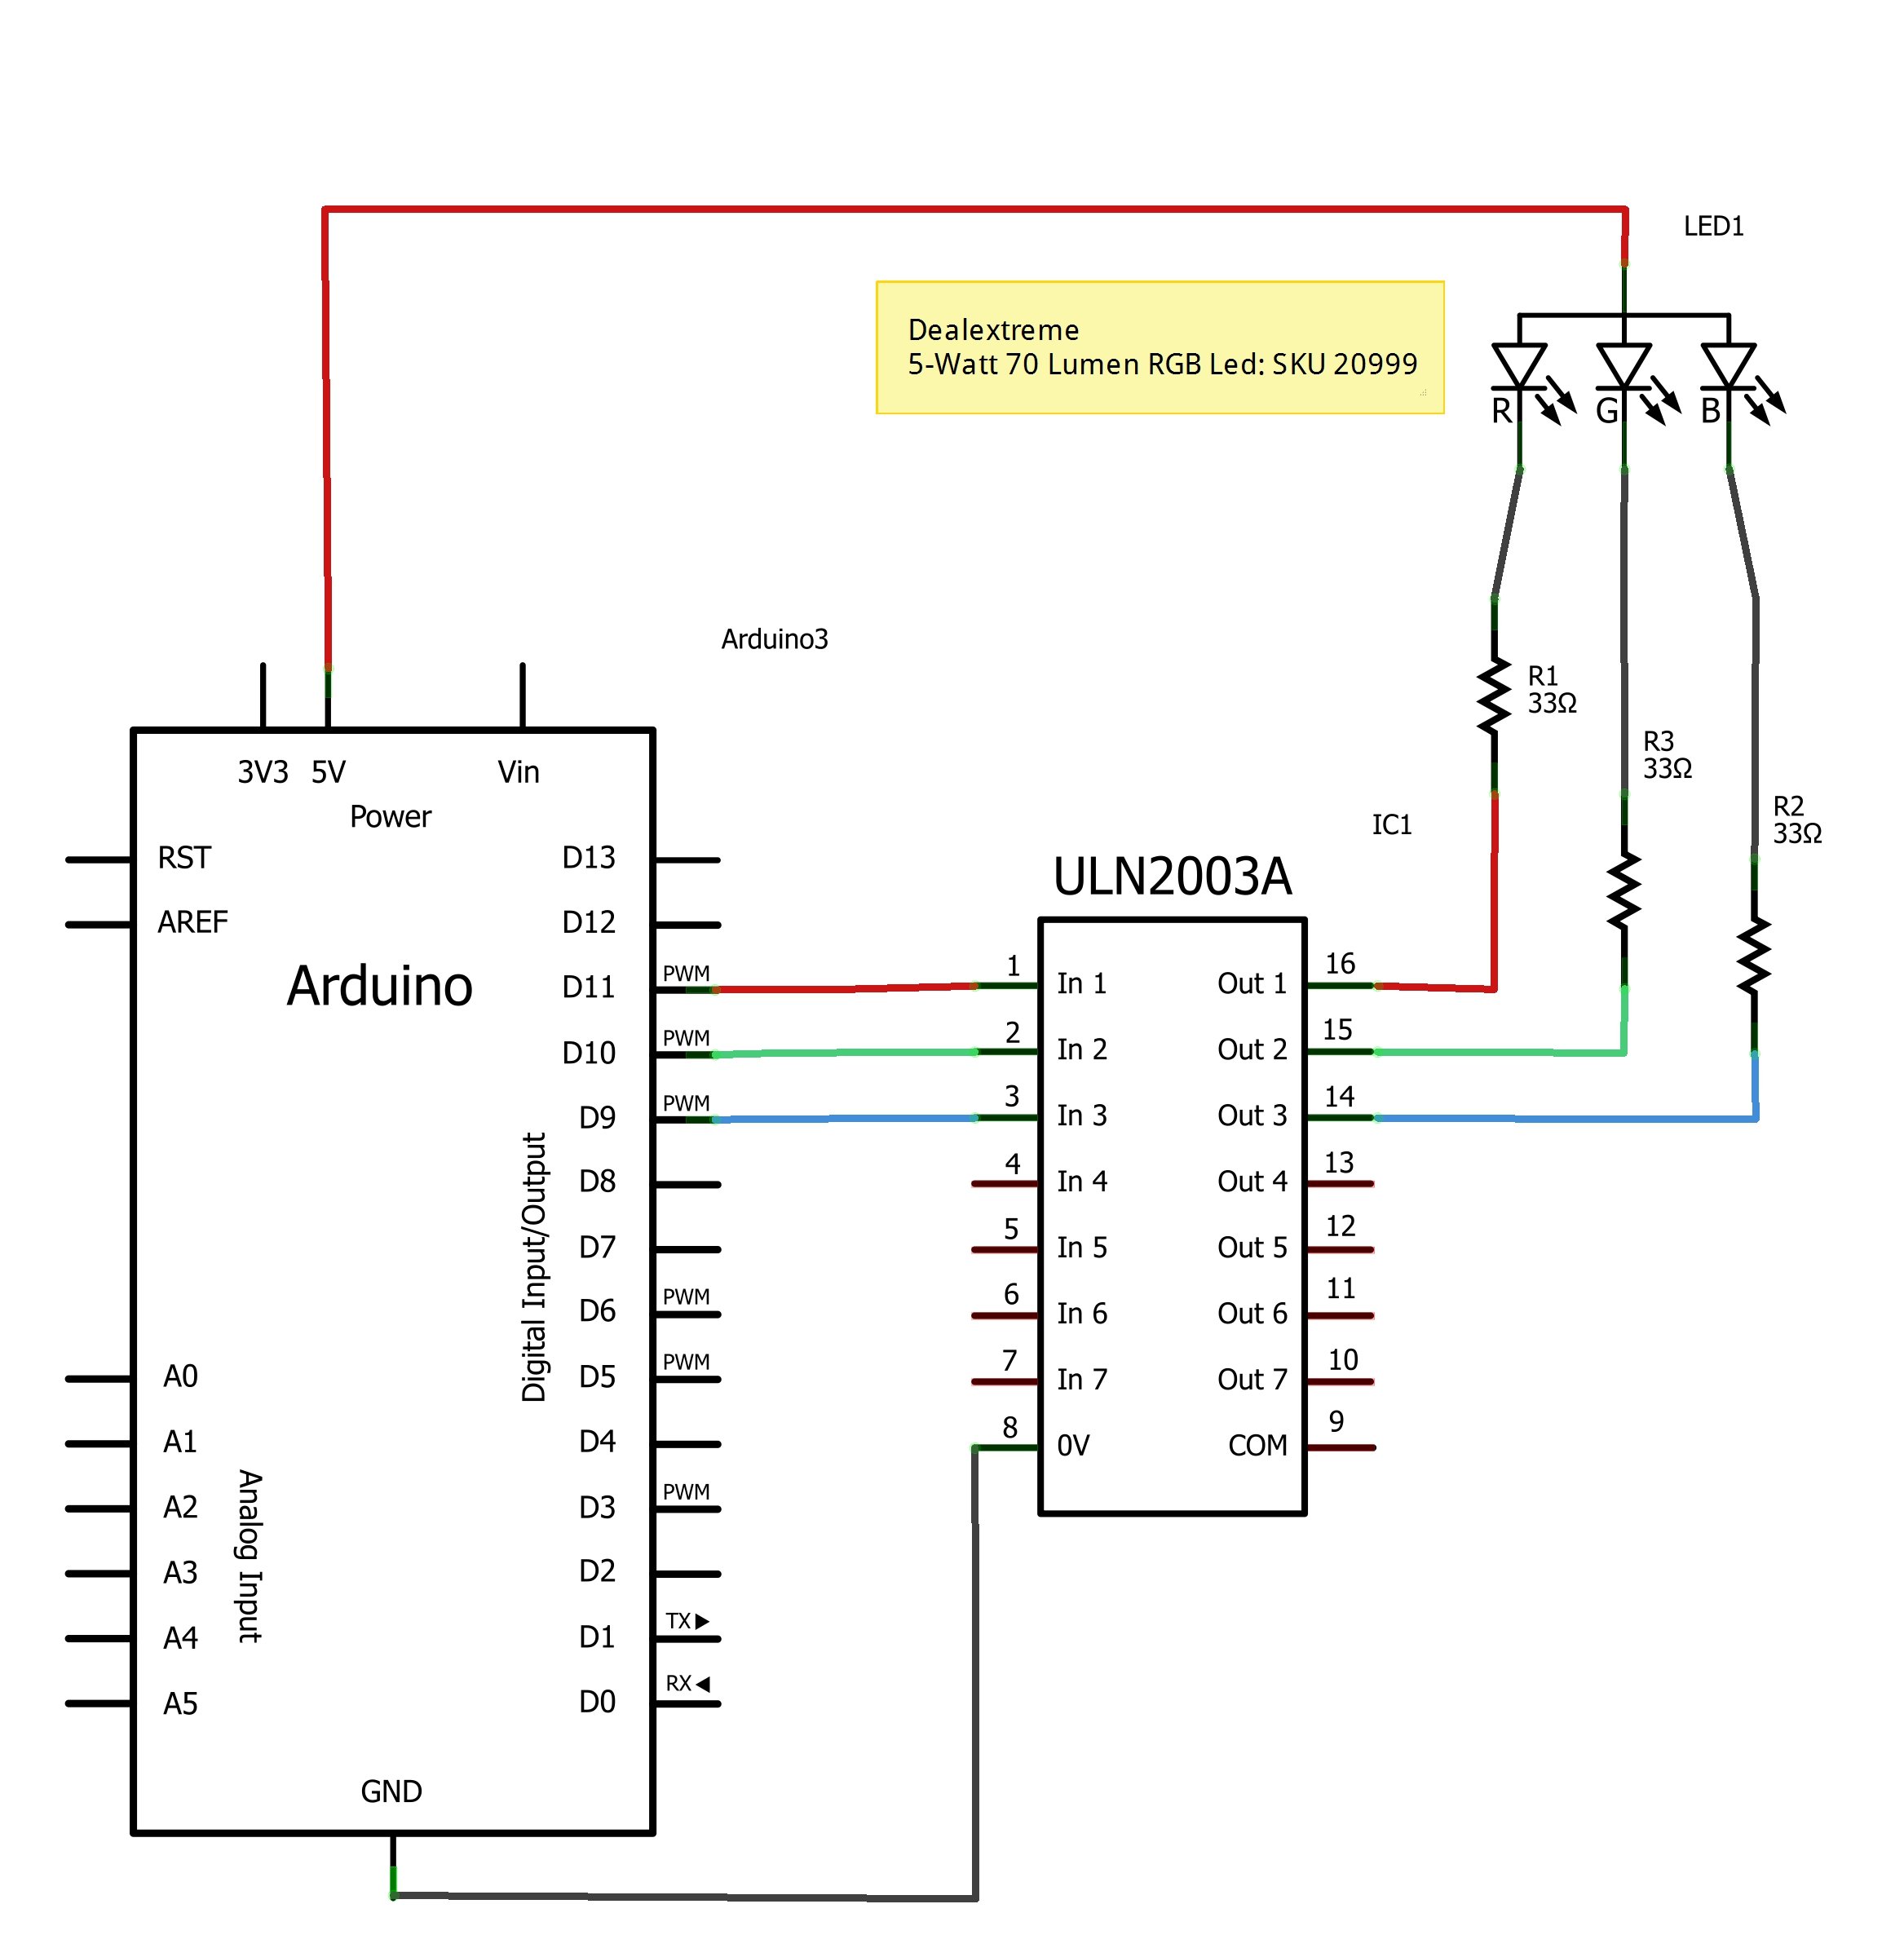 LED1
Dealextreme
5-Watt 70 Lumen RGB Led: SKU 20999
R
G
B
Arduino3
R1
33Ω
R3
33Ω
R2
33Ω
3V3
5V
Vin
Power
IC1
ULN2003A
RST
AREF
Arduino
A0
A1
A2
A3
A4
A5
Analog Input
Digital Input/Output
D13
D12
D11 PWM
D10 PWM
D9 PWM
D8
D7
D6 PWM
D5 PWM
D4
D3 PWM
D2
D1 TX
D0 RX
GND
1 In 1 Out 1 16
2 In 2 Out 2 15
3 In 3 Out 3 14
4 In 4 Out 4 13
5 In 5 Out 5 12
6 In 6 Out 6 11
7 In 7 Out 7 10
8 0V COM 9